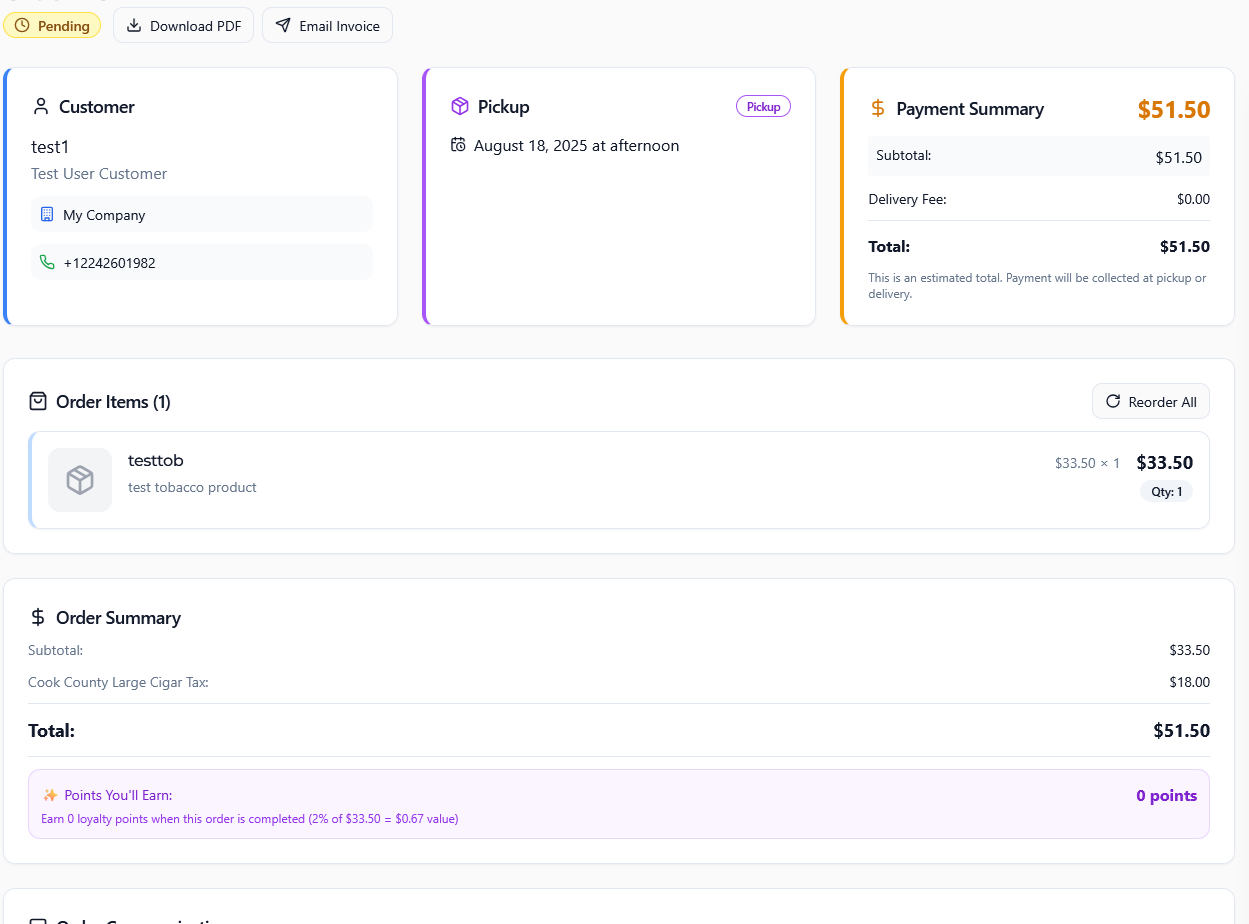 Pending
Download PDF
Email Invoice
Customer
test1
Test User Customer
My Company
+12242601982
Pickup
Pickup
August 18, 2025 at afternoon
Payment Summary
$51.50
Subtotal:
$51.50
Delivery Fee:
$0.00
Total:
$51.50
This is an estimated total. Payment will be collected at pickup or
delivery.
Order Items (1)
Reorder All
testtob
$33.50 × 1
$33.50
test tobacco product
Qty: 1
Order Summary
Subtotal:
$33.50
Cook County Large Cigar Tax:
$18.00
Total:
$51.50
✨ Points You'll Earn:
0 points
Earn 0 loyalty points when this order is completed (2% of $33.50 = $0.67 value)